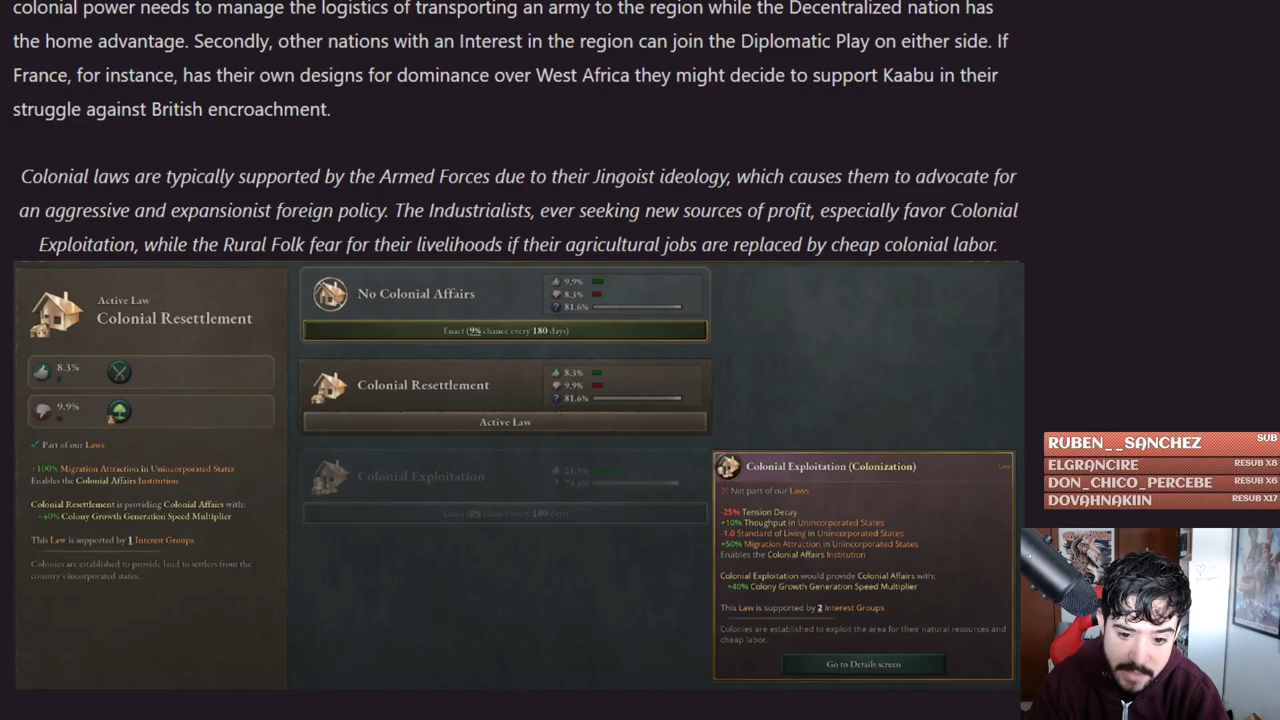 colonial power needs to manage the logistics of transporting an army to the region while the Decentralized nation has
the home advantage. Secondly, other nations with an Interest in the region can join the Diplomatic Play on either side. If
France, for instance, has their own designs for dominance over West Africa they might decide to support Kaabu in their
struggle against British encroachment.
Colonial laws are typically supported by the Armed Forces due to their Jingoist ideology, which causes them to advocate for
an aggressive and expansionist foreign policy. The Industrialists, ever seeking new sources of profit, especially favor Colonial
Exploitation, while the Rural Folk fear for their livelihoods if their agricultural jobs are replaced by cheap colonial labor.
Active Law
Colonial Resettlement
8.3%
9.9%
Part of our Laws
+100% Migration Attraction in Unincorporated States
Enables the Colonial Affairs Institution
Colonial Resettlement is providing Colonial Affairs with:
+40% Colony Growth Generation Speed Multiplier
This Law is supported by 1 Interest Groups
Colonies are established to provide land to settlers from the
country's incorporated states.
No Colonial Affairs
9.9%
8.3%
81.6%
Enact (9% chance every 180 days)
Colonial Resettlement
8.3%
9.9%
81.6%
Active Law
Colonial Exploitation
Enact (0% chance every 180 days)
Colonial Exploitation (Colonization)
Law
Not part of our Laws
-25% Tension Decay
+10% Thoughput in Unincorporated States
-1.0 Standard of Living in Unincorporated States
+50% Migration Attraction in Unincorporated States
Enables the Colonial Affairs Institution
Colonial Exploitation would provide Colonial Affairs with:
+40% Colony Growth Generation Speed Multiplier
This Law is supported by 2 Interest Groups
Colonies are established to exploit the area for their natural resources and
cheap labor.
Go to Details screen
RUBEN__SANCHEZ SUB
ELGRANCIRE RESUB X8
DON_CHICO_PERCEBE RESUB X6
DOVAHNAKIIN RESUB X17